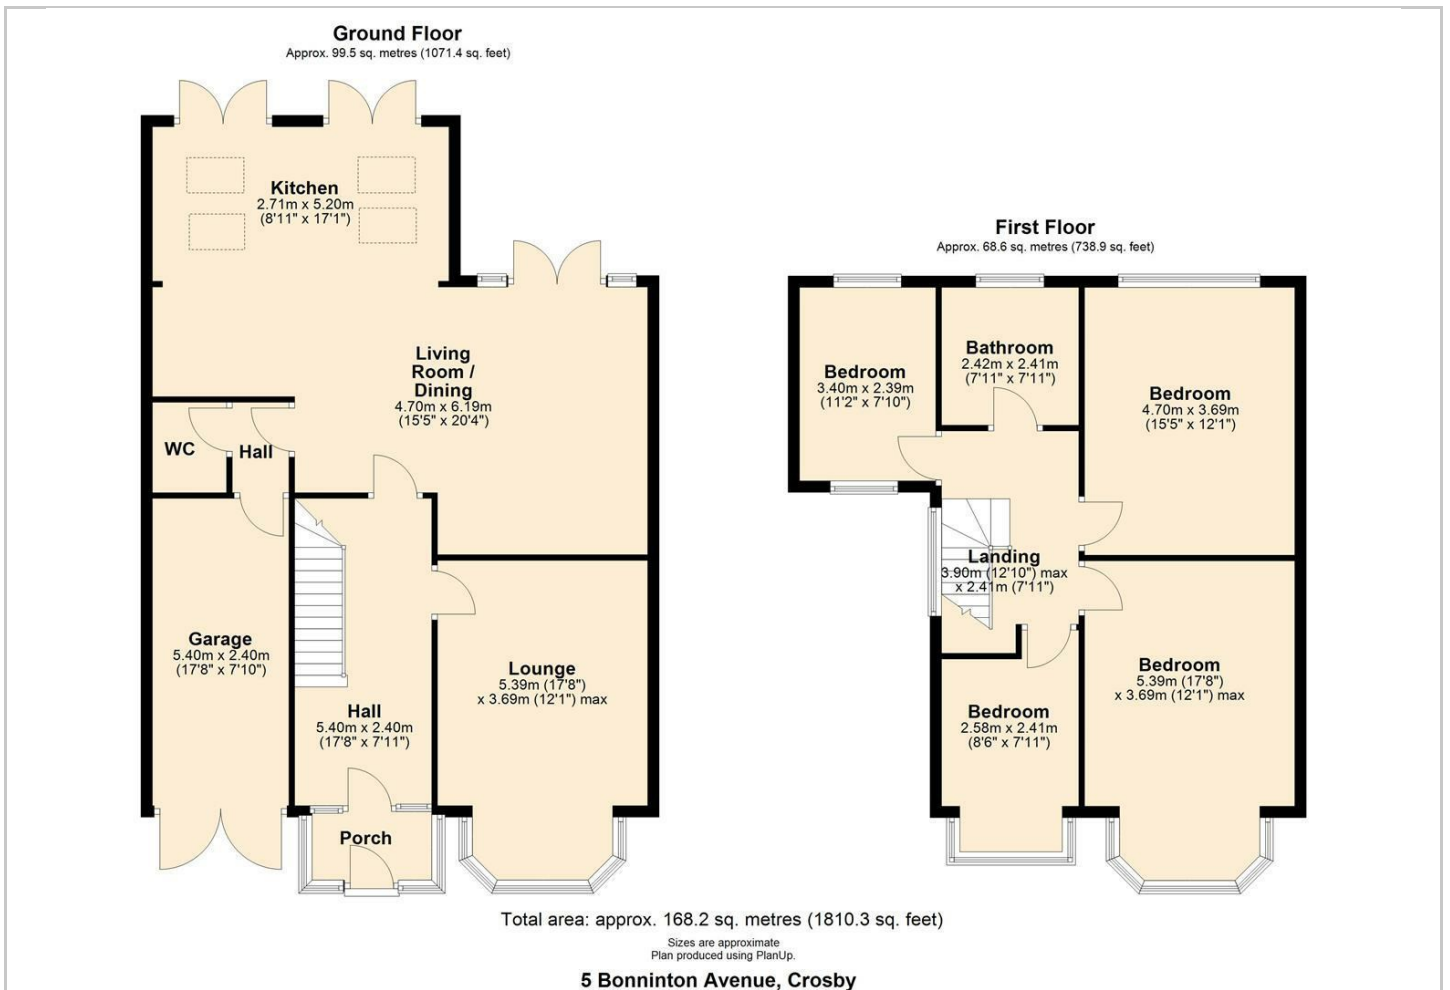 Ground Floor
Approx. 99.5 sq. metres (1071.4 sq. feet)
Kitchen
2.71m x 5.20m
(8'11" x 17'1")
Living
Room /
Dining
4.70m x 6.19m
(15'5" x 20'4")
WC
Hall
Garage
5.40m x 2.40m
(17'8" x 7'10")
Hall
5.40m x 2.40m
(17'8" x 7'11")
Lounge
5.39m (17'8")
x 3.69m (12'1") max
Porch
First Floor
Approx. 68.6 sq. metres (738.9 sq. feet)
Bedroom
3.40m x 2.39m
(11'2" x 7'10")
Bathroom
2.42m x 2.41m
(7'11" x 7'11")
Bedroom
4.70m x 3.69m
(15'5" x 12'1")
Landing
3.90m (12'10") max
x 2.41m (7'11")
Bedroom
2.58m x 2.41m
(8'6" x 7'11")
Bedroom
5.39m (17'8")
x 3.69m (12'1") max
Total area: approx. 168.2 sq. metres (1810.3 sq. feet)
Sizes are approximate
Plan produced using PlanUp.
5 Bonninton Avenue, Crosby